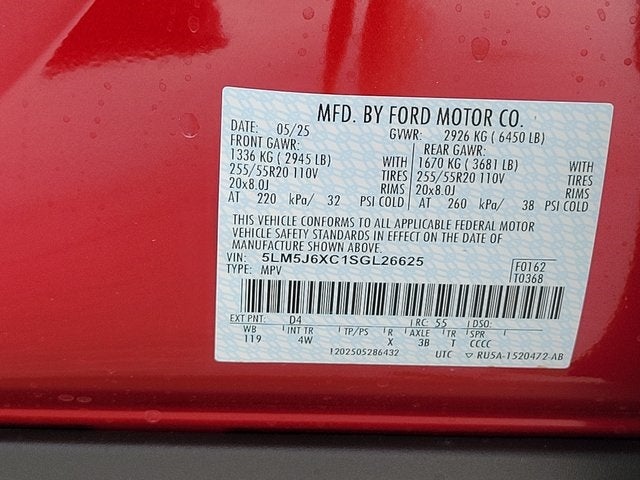 MFD. BY FORD MOTOR CO.
DATE: 05/25 GVWR: 2926 KG ( 6450 LB)
FRONT GAWR: REAR GAWR:
1336 KG ( 2945 LB) WITH 1670 KG ( 3681 LB) WITH
255/55R20 110V TIRES 255/55R20 110V TIRES
20x8.0J RIMS 20x8.0J RIMS
AT 220 kPa/ 32 PSI COLD AT 260 kPa/ 38 PSI COLD
THIS VEHICLE CONFORMS TO ALL APPLICABLE FEDERAL MOTOR
VEHICLE SAFETY STANDARDS IN EFFECT ON THE DATE OF
MANUFACTURE SHOWN ABOVE.
VIN: 5LM5J6XC1SGL26625 F0162
TYPE: MPV T0368
EXT PNT: D4 RC: 55 DSO:
WB INT TR TP/PS R AXLE TR SPR
119 4W X 3B T CCCC
1202505286432 UTC ▽ RU5A-1520472-AB